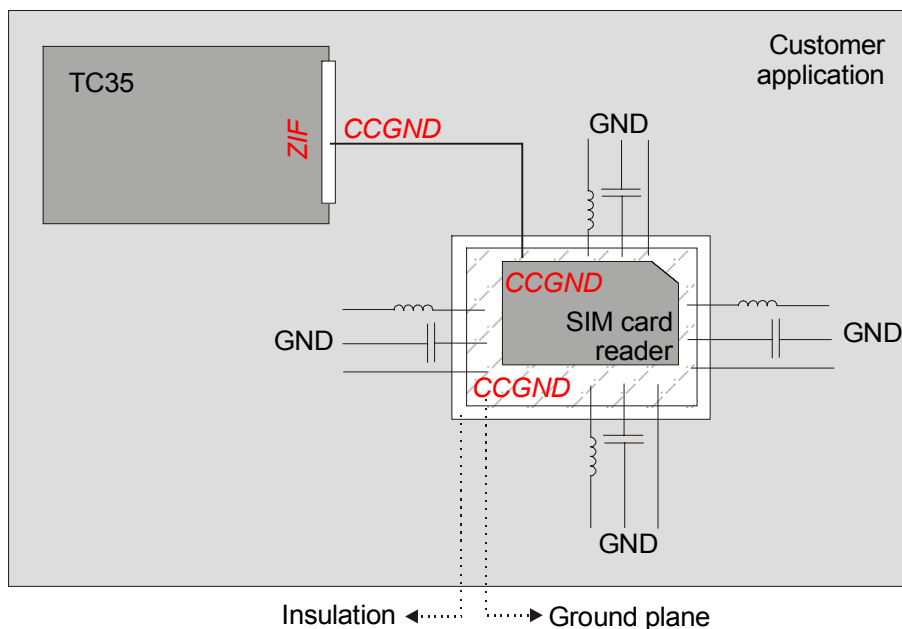 Customer
application
TC35
ZIF
CCGND
GND
CCGND
SIM card
reader
GND
GND
CCGND
GND
Insulation
Ground plane